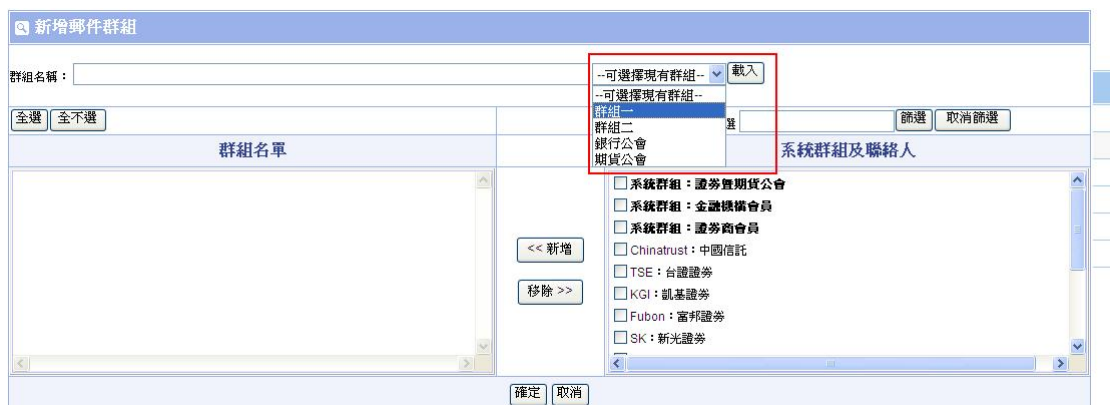 新增郵件群組
群組名稱：
--可選擇現有群組-- 載入
--可選擇現有群組--
群組一
群組二
銀行公會
期貨公會
全選 全不選
選 篩選 取消篩選
群組名單
系統群組及聯絡人
系統群組：證券暨期貨公會
系統群組：金融機構會員
系統群組：證券商會員
Chinatrust：中國信託
TSE：台證證券
KGI：凱基證券
Fubon：富邦證券
SK：新光證券
<< 新增
移除 >>
確定 取消